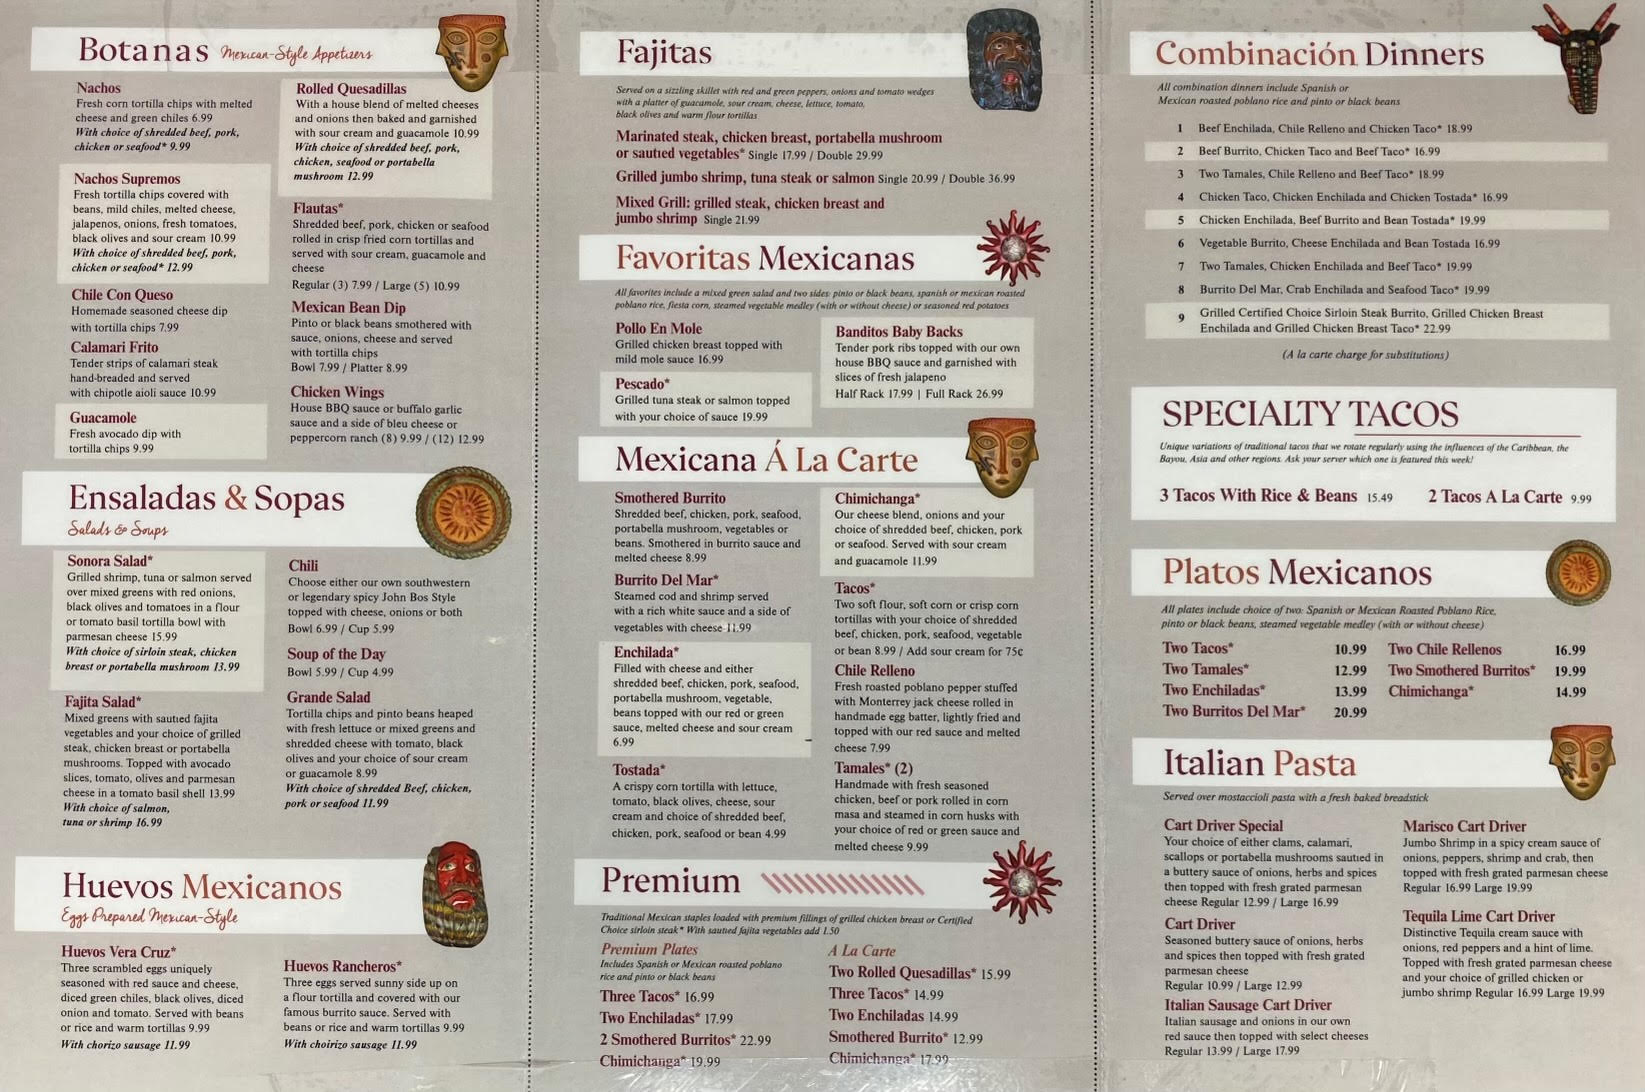 Botanas Mexican-Style Appetizers
Nachos
Fresh corn tortilla chips with melted
cheese and green chiles 6.99
With choice of shredded beef, pork,
chicken or seafood* 9.99
Nachos Supremos
Fresh tortilla chips covered with
beans, mild chiles, melted cheese,
jalapenos, onions, fresh tomatoes,
black olives and sour cream 10.99
With choice of shredded beef, pork,
chicken or seafood* 12.99
Chile Con Queso
Homemade seasoned cheese dip
with tortilla chips 7.99
Calamari Frito
Tender strips of calamari steak
hand-breaded and served
with chipotle aioli sauce 10.99
Guacamole
Fresh avocado dip with
tortilla chips 9.99
Rolled Quesadillas
With a house blend of melted cheeses
and onions then baked and garnished
with sour cream and guacamole 10.99
With choice of shredded beef, pork,
chicken, seafood or portabella
mushroom 12.99
Flautas*
Shredded beef, pork, chicken or seafood
rolled in crisp fried corn tortillas and
served with sour cream, guacamole and
cheese
Regular (3) 7.99 / Large (5) 10.99
Mexican Bean Dip
Pinto or black beans smothered with
sauce, onions, cheese and served
with tortilla chips
Bowl 7.99 / Platter 8.99
Chicken Wings
House BBQ sauce or buffalo garlic
sauce and a side of bleu cheese or
peppercorn ranch (8) 9.99 / (12) 12.99
Ensaladas & Sopas
Salads & Soups
Sonora Salad*
Grilled shrimp, tuna or salmon served
over mixed greens with red onions,
black olives and tomatoes in a flour
or tomato basil tortilla bowl with
parmesan cheese 15.99
With choice of sirloin steak, chicken
breast or portabella mushroom 13.99
Fajita Salad*
Mixed greens with sautied fajita
vegetables and your choice of grilled
steak, chicken breast or portabella
mushrooms. Topped with avocado
slices, tomato, olives and parmesan
cheese in a tomato basil shell 13.99
With choice of salmon,
tuna or shrimp 16.99
Chili
Choose either our own southwestern
or legendary spicy John Bos Style
topped with cheese, onions or both
Bowl 6.99 / Cup 5.99
Soup of the Day
Bowl 5.99 / Cup 4.99
Grande Salad
Tortilla chips and pinto beans heaped
with fresh lettuce or mixed greens and
shredded cheese with tomato, black
olives and your choice of sour cream
or guacamole 8.99
With choice of shredded Beef, chicken,
pork or seafood 11.99
Huevos Mexicanos
Eggs Prepared Mexican-Style
Huevos Vera Cruz*
Three scrambled eggs uniquely
seasoned with red sauce and cheese,
diced green chiles, black olives, diced
onion and tomato. Served with beans
or rice and warm tortillas 9.99
With chorizo sausage 11.99
Huevos Rancheros*
Three eggs served sunny side up on
a flour tortilla and covered with our
famous burrito sauce. Served with
beans or rice and warm tortillas 9.99
With choirizo sausage 11.99
Fajitas
Served on a sizzling skillet with red and green peppers, onions and tomato wedges
with a platter of guacamole, sour cream, cheese, lettuce, tomato,
black olives and warm flour tortillas
Marinated steak, chicken breast, portabella mushroom
or sautied vegetables* Single 17.99 / Double 29.99
Grilled jumbo shrimp, tuna steak or salmon Single 20.99 / Double 36.99
Mixed Grill: grilled steak, chicken breast and
jumbo shrimp Single 21.99
Favoritas Mexicanas
All favorites include a mixed green salad and two sides: pinto or black beans, spanish or mexican roasted
poblano rice, fiesta corn, steamed vegetable medley (with or without cheese) or seasoned red potatoes
Pollo En Mole
Grilled chicken breast topped with
mild mole sauce 16.99
Pescado*
Grilled tuna steak or salmon topped
with your choice of sauce 19.99
Banditos Baby Backs
Tender pork ribs topped with our own
house BBQ sauce and garnished with
slices of fresh jalapeno
Half Rack 17.99 | Full Rack 26.99
Mexicana Á La Carte
Smothered Burrito
Shredded beef, chicken, pork, seafood,
portabella mushroom, vegetables or
beans. Smothered in burrito sauce and
melted cheese 8.99
Burrito Del Mar*
Steamed cod and shrimp served
with a rich white sauce and a side of
vegetables with cheese 11.99
Enchilada*
Filled with cheese and either
shredded beef, chicken, pork, seafood,
portabella mushroom, vegetable,
beans topped with our red or green
sauce, melted cheese and sour cream
6.99
Tostada*
A crispy corn tortilla with lettuce,
tomato, black olives, cheese, sour
cream and choice of shredded beef,
chicken, pork, seafood or bean 4.99
Chimichanga*
Our cheese blend, onions and your
choice of shredded beef, chicken, pork
or seafood. Served with sour cream
and guacamole 11.99
Tacos*
Two soft flour, soft corn or crisp corn
tortillas with your choice of shredded
beef, chicken, pork, seafood, vegetable
or bean 8.99 / Add sour cream for 75¢
Chile Relleno
Fresh roasted poblano pepper stuffed
with Monterrey jack cheese rolled in
handmade egg batter, lightly fried and
topped with our red sauce and melted
cheese 7.99
Tamales* (2)
Handmade with fresh seasoned
chicken, beef or pork rolled in corn
masa and steamed in corn husks with
your choice of red or green sauce and
melted cheese 9.99
Premium
Traditional Mexican staples loaded with premium fillings of grilled chicken breast or Certified
Choice sirloin steak* With sautied fajita vegetables add 1.50
Premium Plates
Includes Spanish or Mexican roasted poblano
rice and pinto or black beans
Three Tacos* 16.99
Two Enchiladas* 17.99
2 Smothered Burritos* 22.99
Chimichanga* 19.99
A La Carte
Two Rolled Quesadillas* 15.99
Three Tacos* 14.99
Two Enchiladas 14.99
Smothered Burrito* 12.99
Chimichanga* 17.99
Combinación Dinners
All combination dinners include Spanish or
Mexican roasted poblano rice and pinto or black beans
1 Beef Enchilada, Chile Relleno and Chicken Taco* 18.99
2 Beef Burrito, Chicken Taco and Beef Taco* 16.99
3 Two Tamales, Chile Relleno and Beef Taco* 18.99
4 Chicken Taco, Chicken Enchilada and Chicken Tostada* 16.99
5 Chicken Enchilada, Beef Burrito and Bean Tostada* 19.99
6 Vegetable Burrito, Cheese Enchilada and Bean Tostada 16.99
7 Two Tamales, Chicken Enchilada and Beef Taco* 19.99
8 Burrito Del Mar, Crab Enchilada and Seafood Taco* 19.99
9 Grilled Certified Choice Sirloin Steak Burrito, Grilled Chicken Breast
Enchilada and Grilled Chicken Breast Taco* 22.99
(A la carte charge for substitutions)
SPECIALTY TACOS
Unique variations of traditional tacos that we rotate regularly using the influences of the Caribbean, the
Bayou, Asia and other regions. Ask your server which one is featured this week!
3 Tacos With Rice & Beans 15.49 2 Tacos A La Carte 9.99
Platos Mexicanos
All plates include choice of two: Spanish or Mexican Roasted Poblano Rice,
pinto or black beans, steamed vegetable medley (with or without cheese)
Two Tacos* 10.99
Two Tamales* 12.99
Two Enchiladas* 13.99
Two Burritos Del Mar* 20.99
Two Chile Rellenos 16.99
Two Smothered Burritos* 19.99
Chimichanga* 14.99
Italian Pasta
Served over mostaccioli pasta with a fresh baked breadstick
Cart Driver Special
Your choice of either clams, calamari,
scallops or portabella mushrooms sautied in
a buttery sauce of onions, herbs and spices
then topped with fresh grated parmesan
cheese Regular 12.99 / Large 16.99
Cart Driver
Seasoned buttery sauce of onions, herbs
and spices then topped with fresh grated
parmesan cheese
Regular 10.99 / Large 12.99
Italian Sausage Cart Driver
Italian sausage and onions in our own
red sauce then topped with select cheeses
Regular 13.99 / Large 17.99
Marisco Cart Driver
Jumbo Shrimp in a spicy cream sauce of
onions, peppers, shrimp and crab, then
topped with fresh grated parmesan cheese
Regular 16.99 Large 19.99
Tequila Lime Cart Driver
Distinctive Tequila cream sauce with
onions, red peppers and a hint of lime.
Topped with fresh grated parmesan cheese
and your choice of grilled chicken or
jumbo shrimp Regular 16.99 Large 19.99